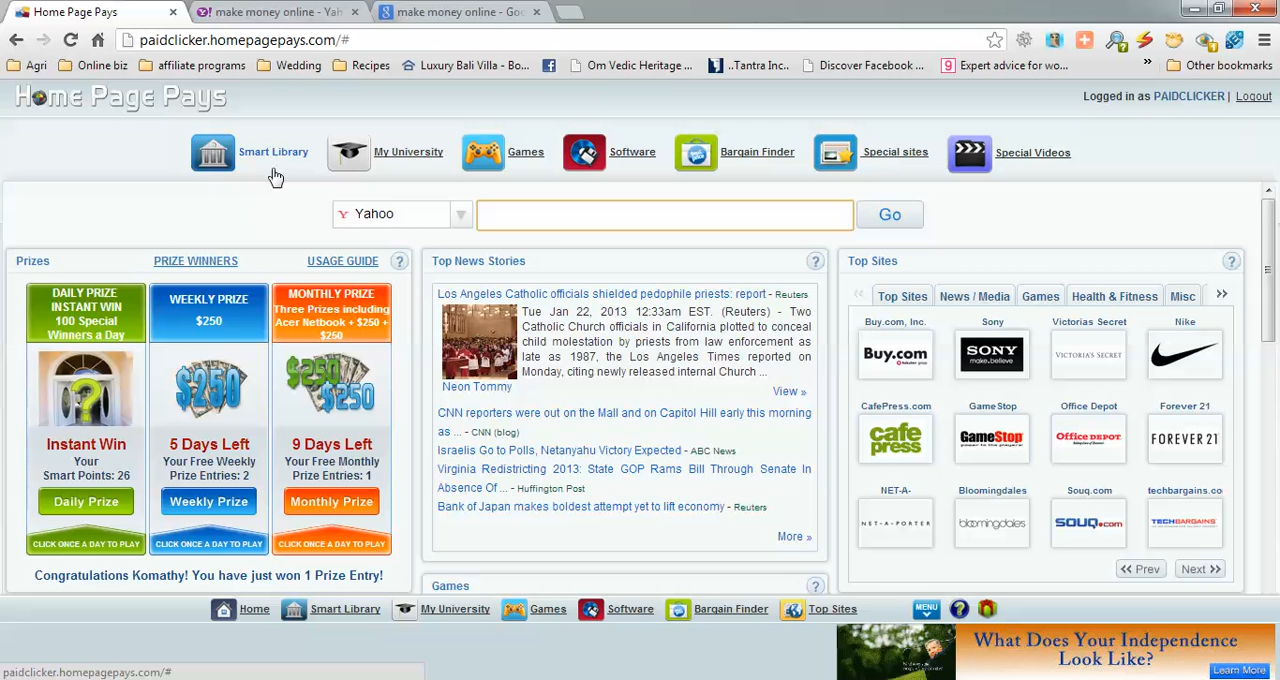 Home Page Pays
make money online - Yah
make money online - Goo
paidclicker.homepagepays.com/#
Agri
Online biz
affiliate programs
Wedding
Recipes
Luxury Bali Villa - Bo...
Om Vedic Heritage ...
..Tantra Inc..
Discover Facebook ...
9 Expert advice for wo...
»
Other bookmarks
Home Page Pays
Logged in as PAIDCLICKER | Logout
Smart Library
My University
Games
Software
Bargain Finder
Special sites
Special Videos
Yahoo
Go
Prizes
PRIZE WINNERS
USAGE GUIDE
?
DAILY PRIZE
INSTANT WIN
100 Special
Winners a Day
Instant Win
Your
Smart Points: 26
Daily Prize
CLICK ONCE A DAY TO PLAY
WEEKLY PRIZE
$250
$250
5 Days Left
Your Free Weekly
Prize Entries: 2
Weekly Prize
CLICK ONCE A DAY TO PLAY
MONTHLY PRIZE
Three Prizes including
Acer Netbook + $250 +
$250
$250
$250
9 Days Left
Your Free Monthly
Prize Entries: 1
Monthly Prize
CLICK ONCE A DAY TO PLAY
Congratulations Komathy! You have just won 1 Prize Entry!
Top News Stories
?
Los Angeles Catholic officials shielded pedophile priests: report - Reuters
Tue Jan 22, 2013 12:33am EST. (Reuters) - Two
Catholic Church officials in California plotted to
conceal child molestation by priests from law enforcement as
late as 1987, the Los Angeles Times reported on
Monday, citing newly released internal Church ...
Neon Tommy
View »
CNN reporters were out on the Mall and on Capitol Hill early this morning
as ... - CNN (blog)
Israelis Go to Polls, Netanyahu Victory Expected - ABC News
Virginia Redistricting 2013: State GOP Rams Bill Through Senate In
Absence Of ... - Huffington Post
Bank of Japan makes boldest attempt yet to lift economy - Reuters
More »
Games
?
Top Sites
?
Top Sites
News / Media
Games
Health & Fitness
Misc
Buy.com, Inc.
Sony
Victorias Secret
Nike
Buy.com
SONY
make.believe
VICTORIA'S SECRET
CafePress.com
GameStop
Office Depot
Forever 21
cafe
press
GameStop
Office DEPOT
FOREVER 21
NET-A-
Bloomingdales
Souq.com
techbargains.co
NET-A-PORTER
bloomingdales
SOUQ.com
TECHBARGAINS
Prev
Next
Home
Smart Library
My University
Games
Software
Bargain Finder
Top Sites
MENU
?
What Does Your Independence
Look Like?
Learn More
paidclicker.homepagepays.com/#